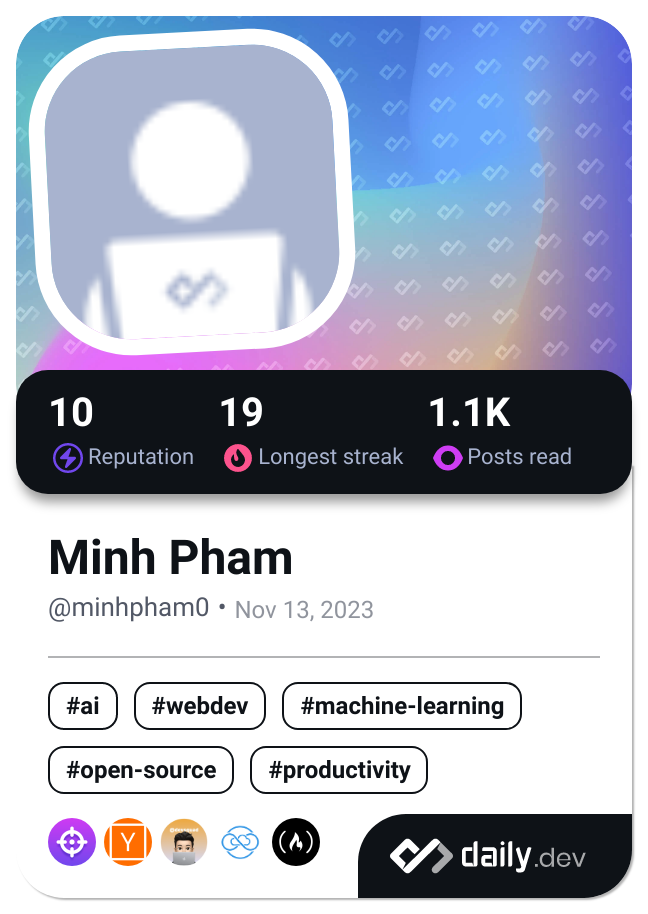 10 19 1.1K
Reputation Longest streak Posts read
Minh Pham
@minhpham0 • Nov 13, 2023
#ai #webdev #machine-learning
#open-source #productivity
Y
daily.dev